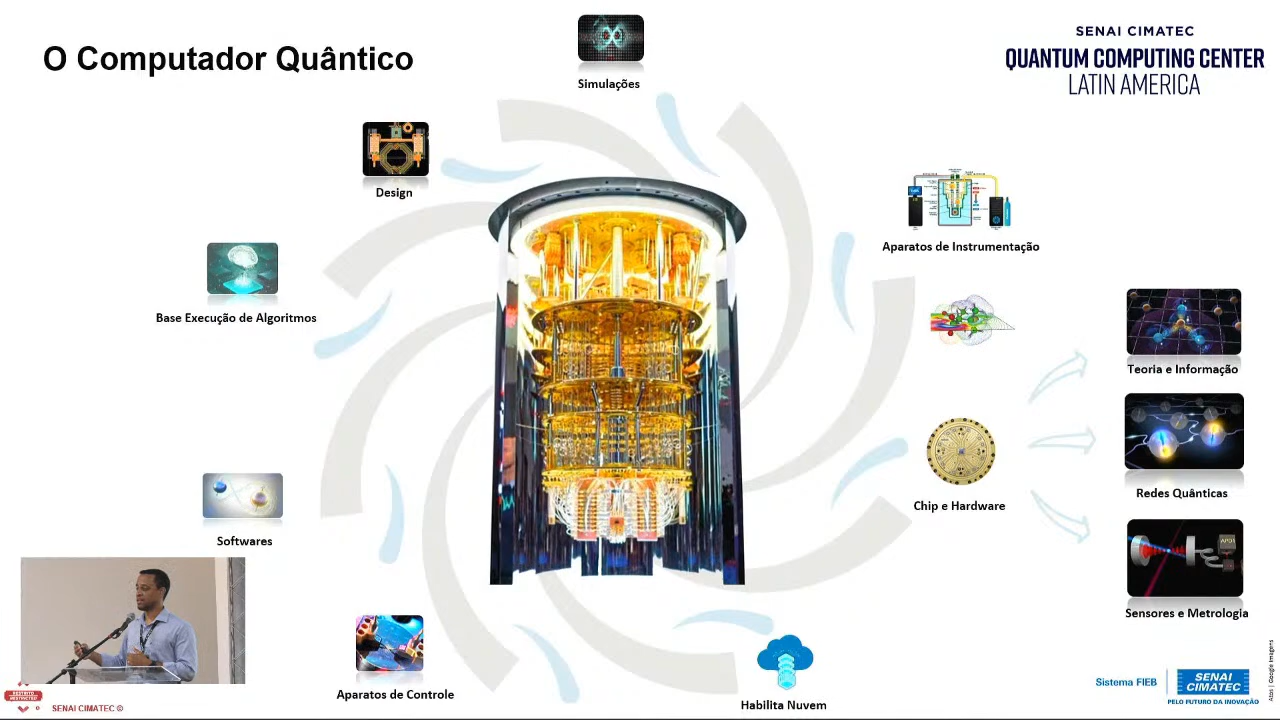 O Computador Quântico
SENAI CIMATEC
QUANTUM COMPUTING CENTER
LATIN AMERICA
Simulações
Design
Aparatos de Instrumentação
Base Execução de Algoritmos
Teoria e Informação
Redes Quânticas
Chip e Hardware
Softwares
Sensores e Metrologia
Aparatos de Controle
Habilita Nuvem
Sistema FIEB
SENAI
CIMATEC
PELO FUTURO DA INOVAÇÃO
RESTRITO
RESTRICTED
SENAI CIMATEC ©